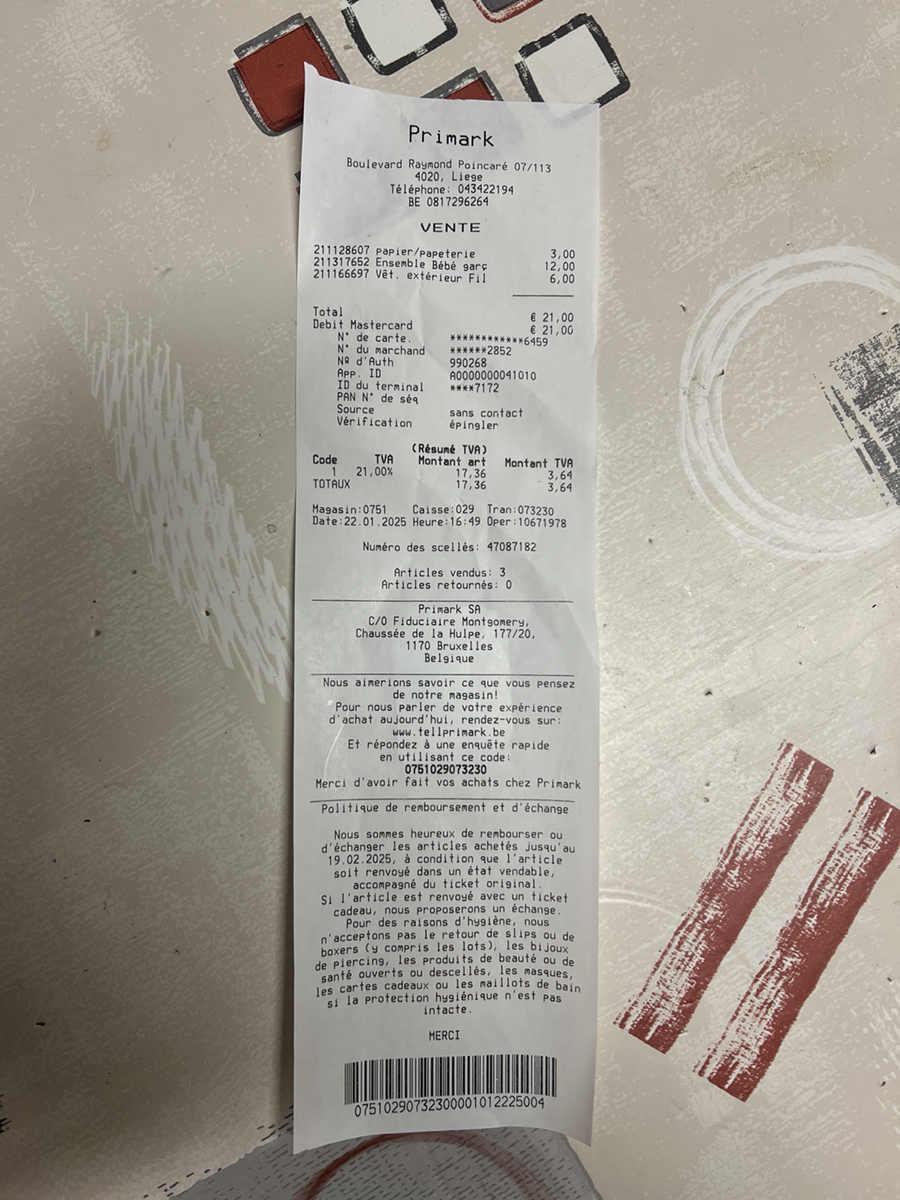 Primark
Boulevard Raymond Poincaré 07/113
4020, Liege
Téléphone: 043422194
BE 0817296264
VENTE
211128607 papier/papeterie 3,00
211317652 Ensemble Bébé garç 12,00
211166697 Vêt. extérieur Fil 6,00
Total € 21,00
Debit Mastercard € 21,00
N° de carte. ************6459
N° du marchand ******2852
Nº d'Auth 990268
App. ID A0000000041010
ID du terminal ****7172
PAN N° de séq
Source sans contact
Vérification épingler
(Résumé TVA)
Code TVA Montant art Montant TVA
1 21,00% 17,36 3,64
TOTAUX 17,36 3,64
Magasin:0751 Caisse:029 Tran:073230
Date:22.01.2025 Heure:16:49 Oper:10671978
Numéro des scellés: 47087182
Articles vendus: 3
Articles retournés: 0
Primark SA
C/O Fiduciaire Montgomery,
Chaussée de la Hulpe, 177/20,
1170 Bruxelles
Belgique
Nous aimerions savoir ce que vous pensez
de notre magasin!
Pour nous parler de votre expérience
d'achat aujourd'hui, rendez-vous sur:
www.tellprimark.be
Et répondez à une enquête rapide
en utilisant ce code:
0751029073230
Merci d'avoir fait vos achats chez Primark
Politique de remboursement et d'échange
Nous sommes heureux de rembourser ou
d'échanger les articles achetés jusqu'au
19.02.2025, à condition que l'article
soit renvoyé dans un état vendable,
accompagné du ticket original.
Si l'article est renvoyé avec un ticket
cadeau, nous proposerons un échange.
Pour des raisons d'hygiène, nous
n'acceptons pas le retour de slips ou de
boxers (y compris les lots), les bijoux
de piercing, les produits de beauté ou de
santé ouverts ou descellés, les masques,
les cartes cadeaux ou les maillots de bain
si la protection hygiénique n'est pas
intacte.
MERCI
07510290732300001012225004